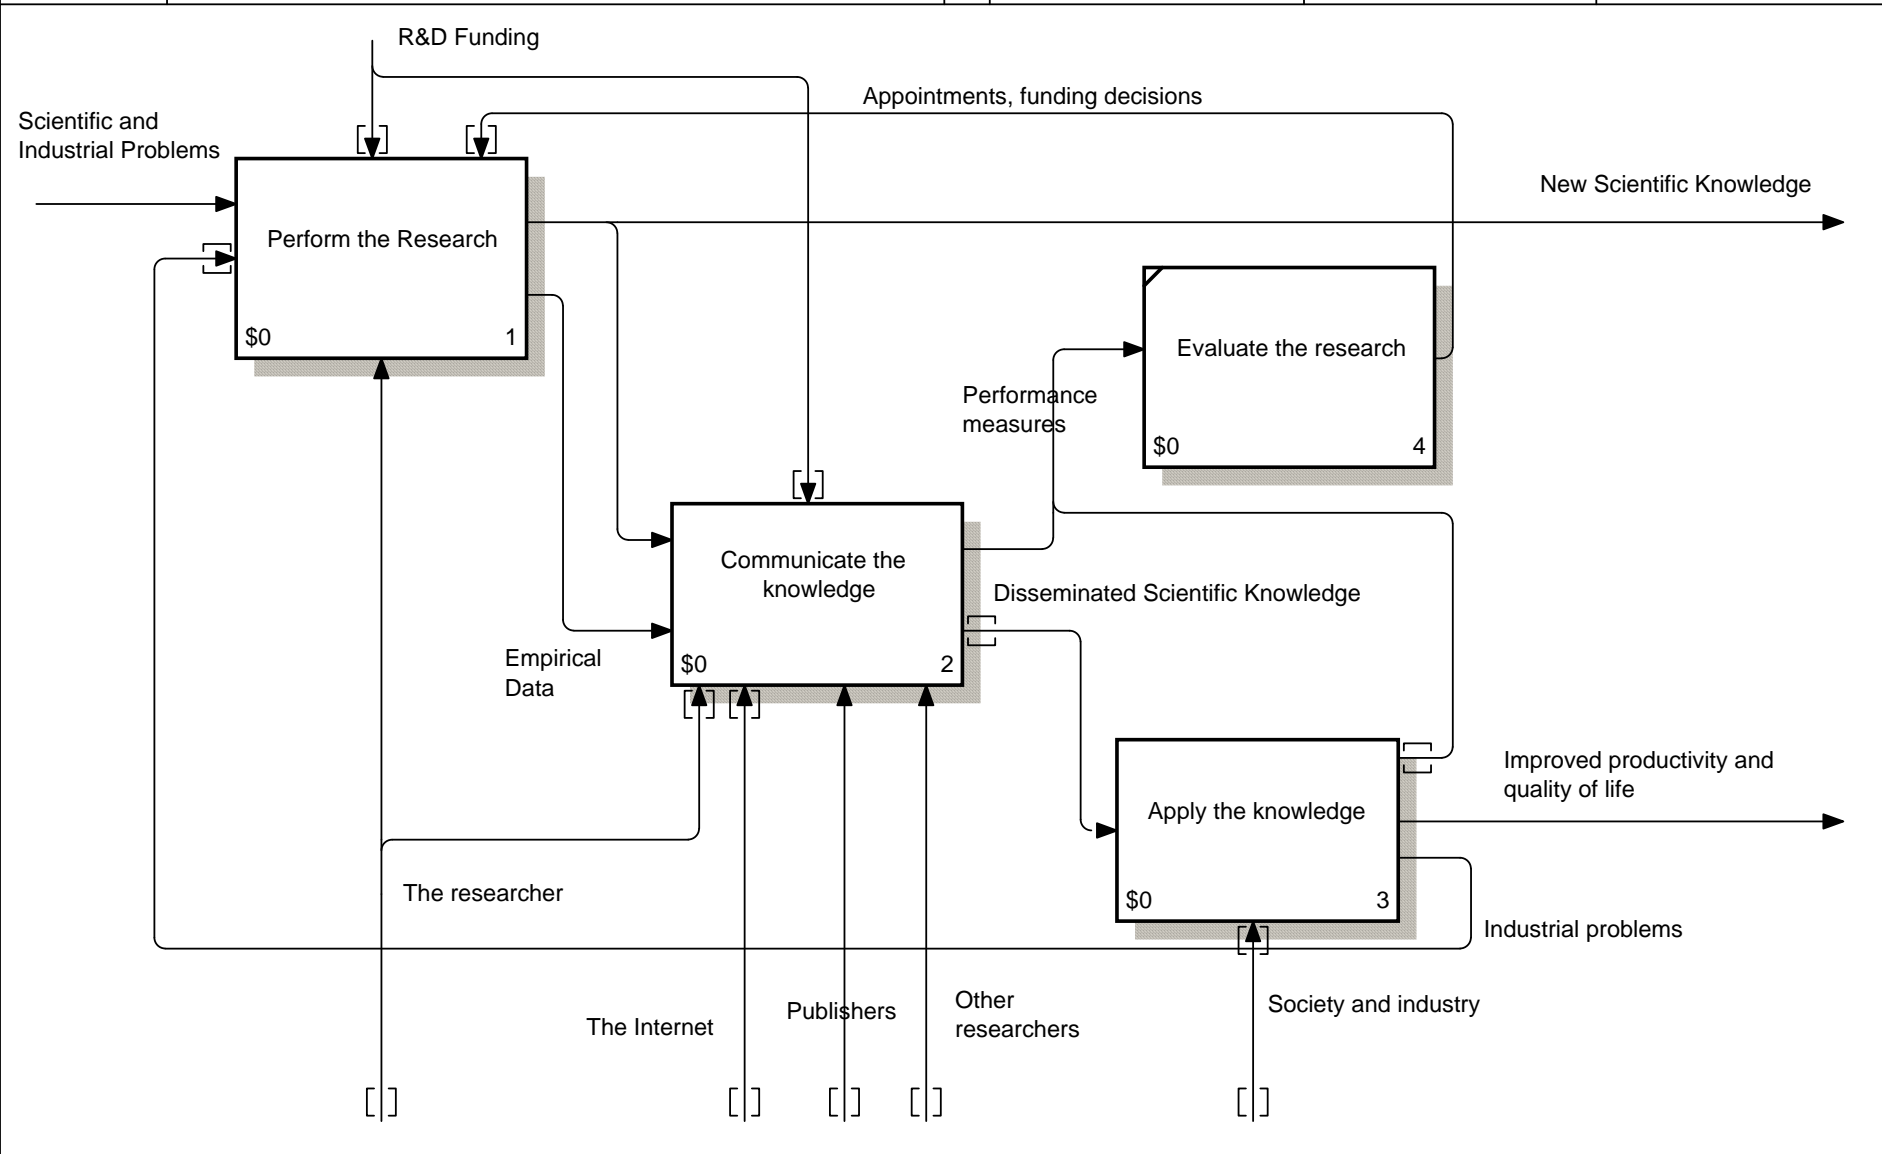 R&D Funding
Appointments, funding decisions
Scientific and
Industrial Problems
New Scientific Knowledge
Perform the Research
$0
1
Evaluate the research
$0
4
Performance
measures
Communicate the
knowledge
$0
2
Disseminated Scientific Knowledge
Empirical
Data
Improved productivity and
quality of life
Apply the knowledge
$0
3
The researcher
Industrial problems
The Internet
Publishers
Other
researchers
Society and industry